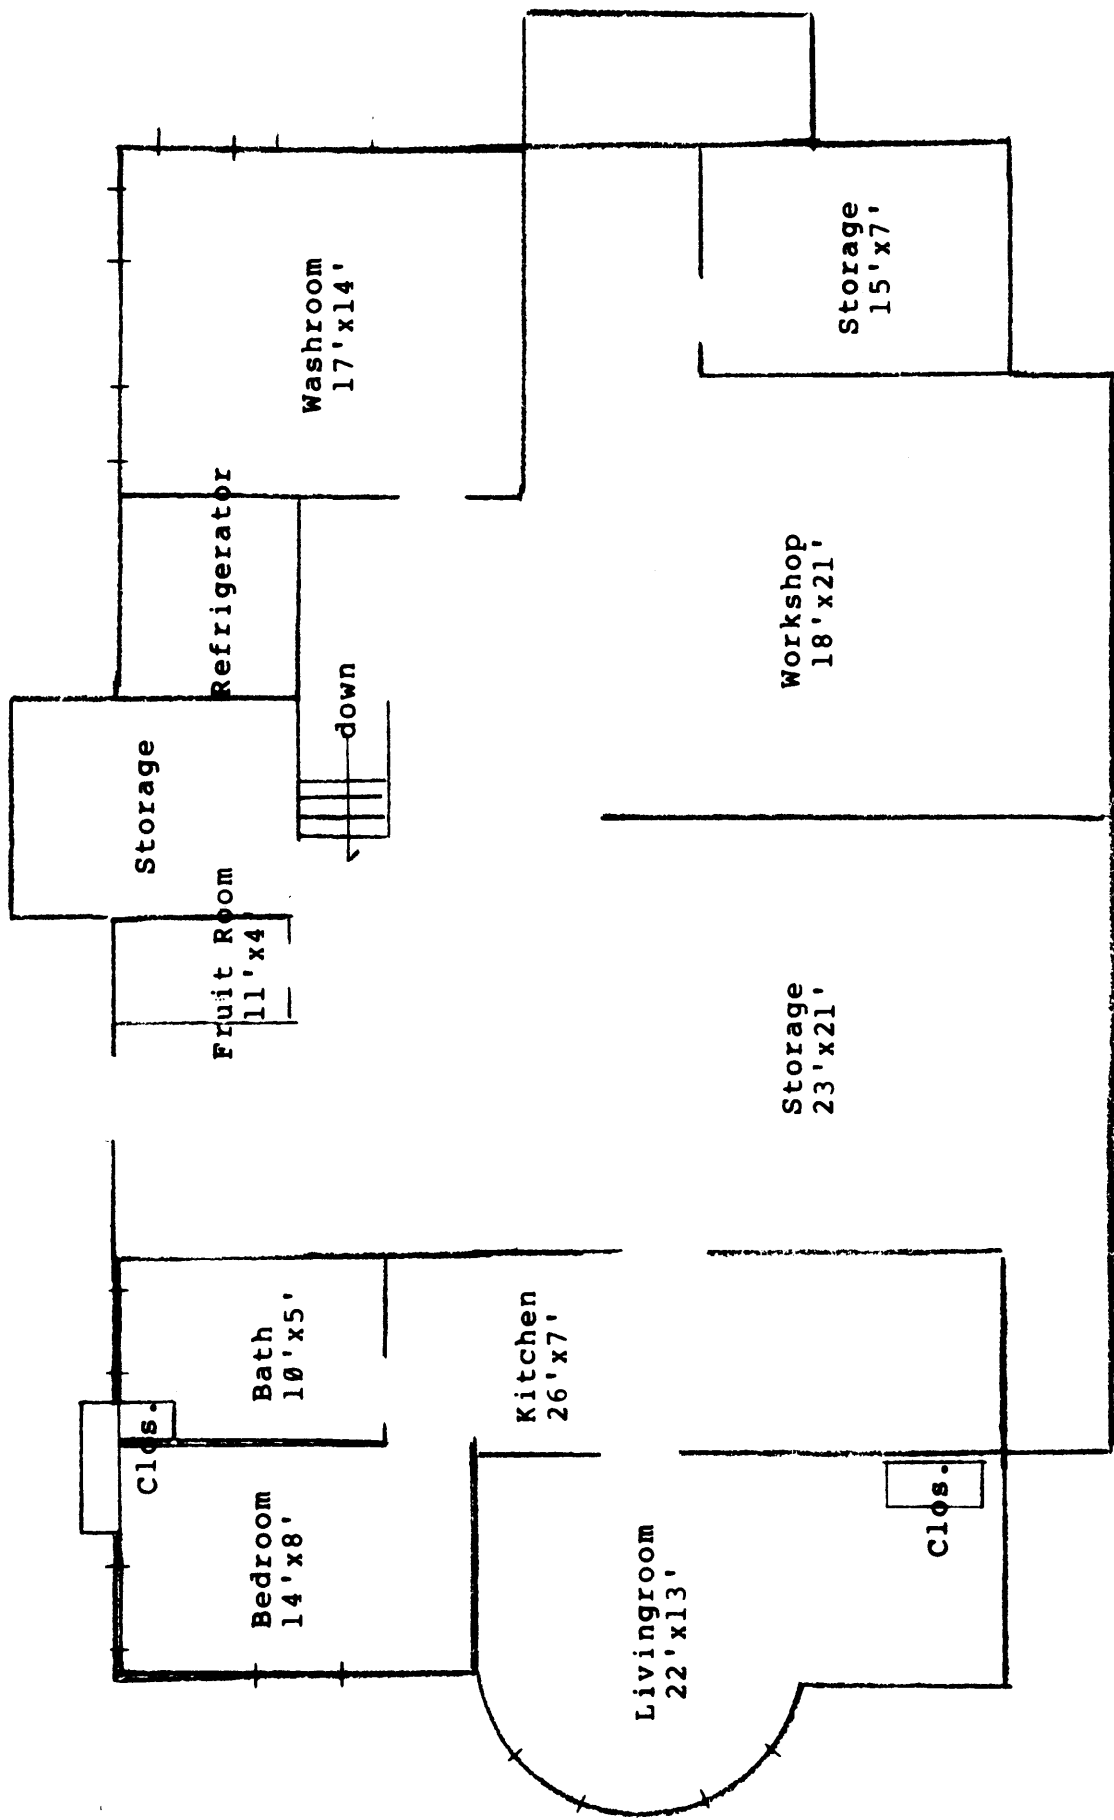 Bedroom
14'x8'
Clos.
Bath
10'x5'
Livingroom
22'x13'
Clos.
Kitchen
26'x7'
Fruit Room
11'x4'
Storage
down
Refrigerator
Washroom
17'x14'
Storage
23'x21'
Workshop
18'x21'
Storage
15'x7'